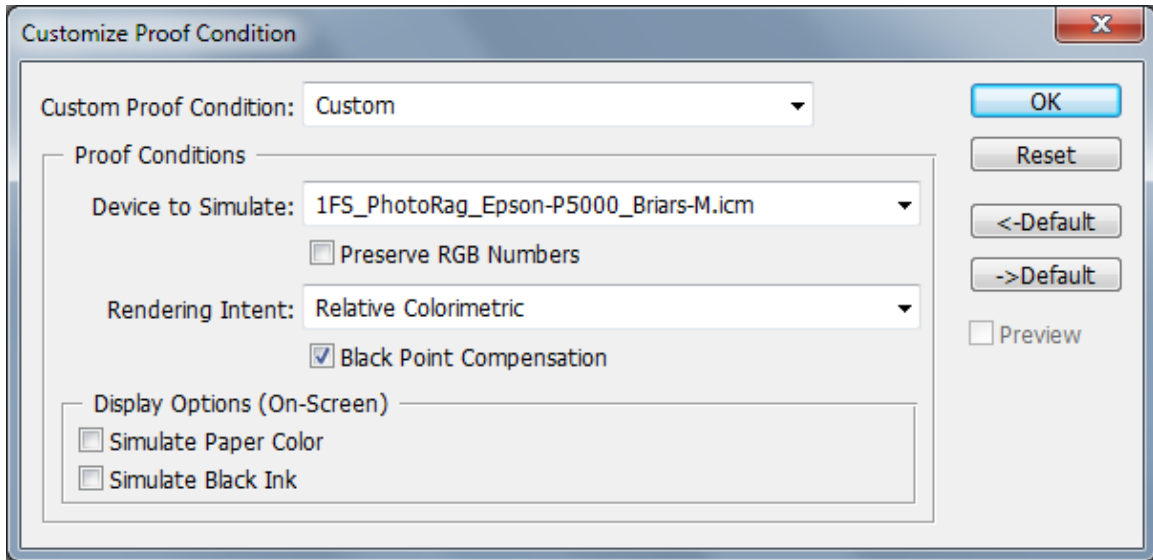 Customize Proof Condition
Custom Proof Condition: Custom
OK
Proof Conditions
Reset
Device to Simulate: 1FS_PhotoRag_Epson-P5000_Briars-M.icm
<-Default
Preserve RGB Numbers
->Default
Rendering Intent: Relative Colorimetric
Preview
Black Point Compensation
Display Options (On-Screen)
Simulate Paper Color
Simulate Black Ink